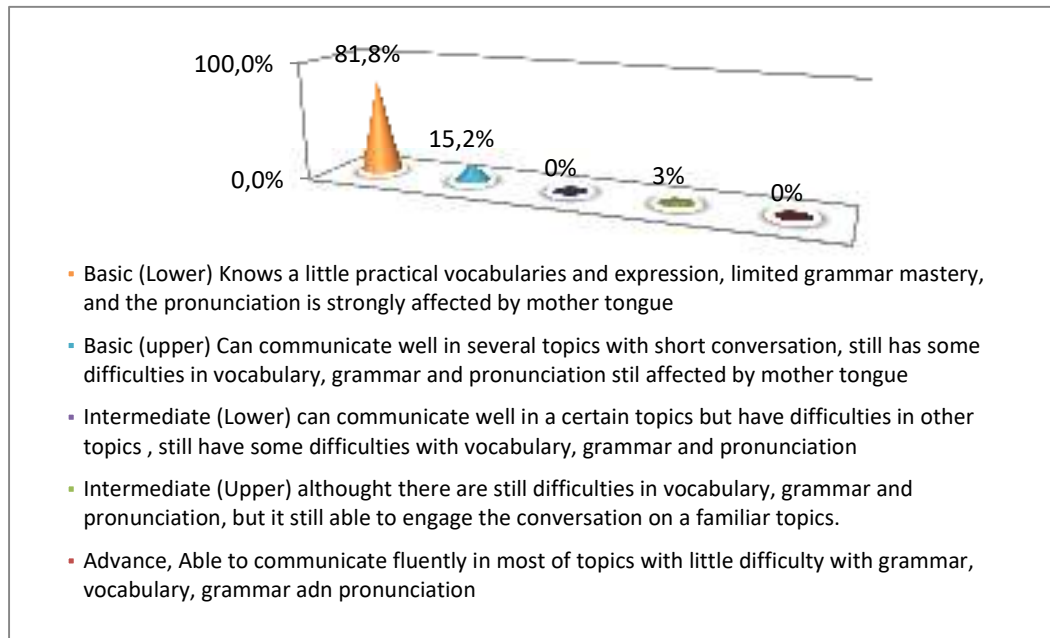 81,8%
100,0%
15,2%
0%
3%
0%
0,0%
Basic (Lower) Knows a little practical vocabularies and expression, limited grammar mastery,
and the pronunciation is strongly affected by mother tongue
Basic (upper) Can communicate well in several topics with short conversation, still has some
difficulties in vocabulary, grammar and pronunciation stil affected by mother tongue
Intermediate (Lower) can communicate well in a certain topics but have difficulties in other
topics , still have some difficulties with vocabulary, grammar and pronunciation
Intermediate (Upper) althought there are still difficulties in vocabulary, grammar and
pronunciation, but it still able to engage the conversation on a familiar topics.
Advance, Able to communicate fluently in most of topics with little difficulty with grammar,
vocabulary, grammar adn pronunciation